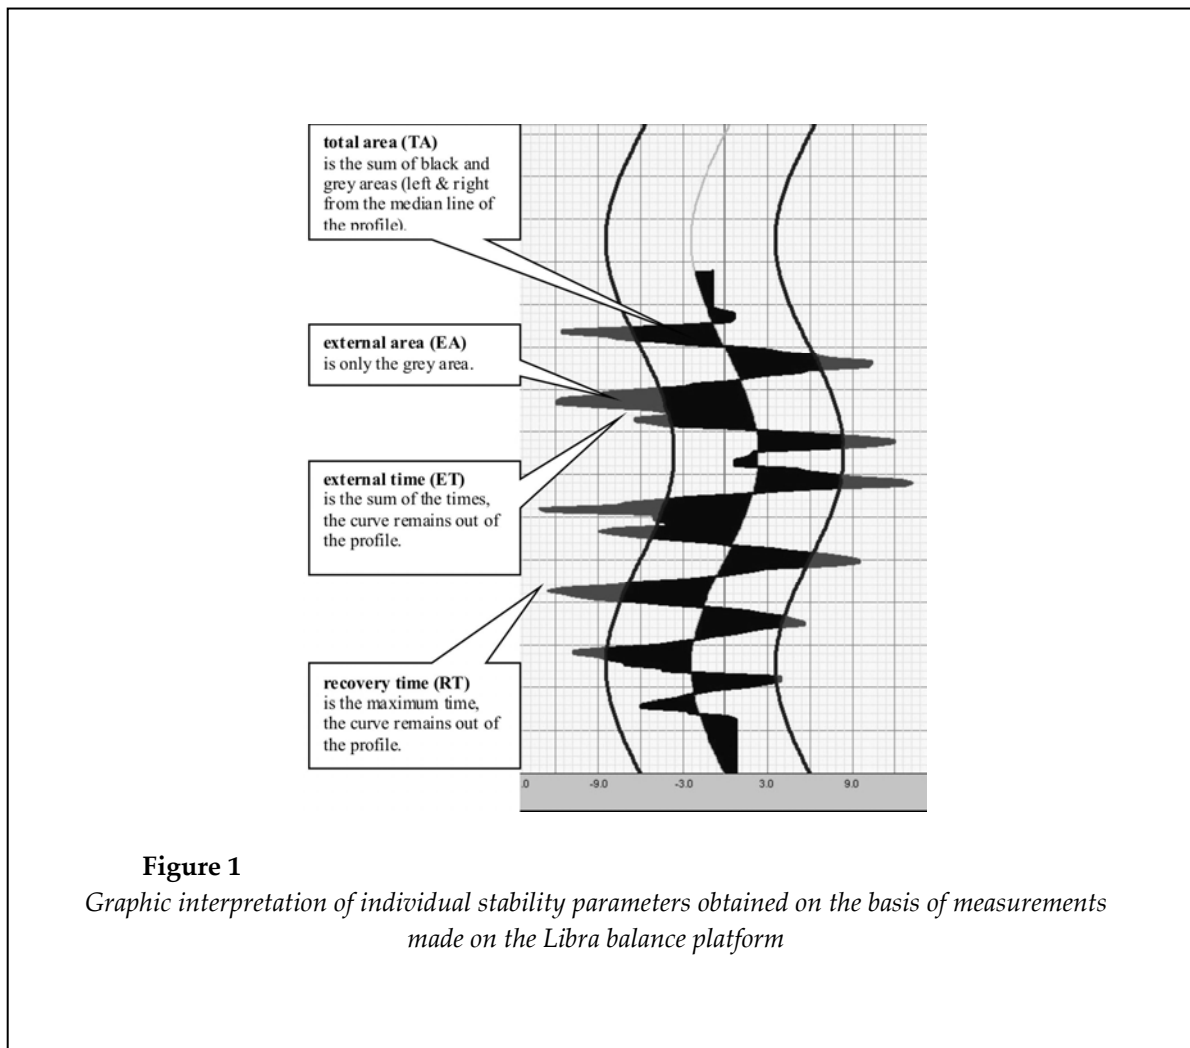 total area (TA)
is the sum of black and
grey areas (left & right
from the median line of
the profile).
external area (EA)
is only the grey area.
external time (ET)
is the sum of the times,
the curve remains out of
the profile.
recovery time (RT)
is the maximum time,
the curve remains out of
the profile.
.0 -9.0 -3.0 3.0 9.0
Figure 1
Graphic interpretation of individual stability parameters obtained on the basis of measurements
made on the Libra balance platform